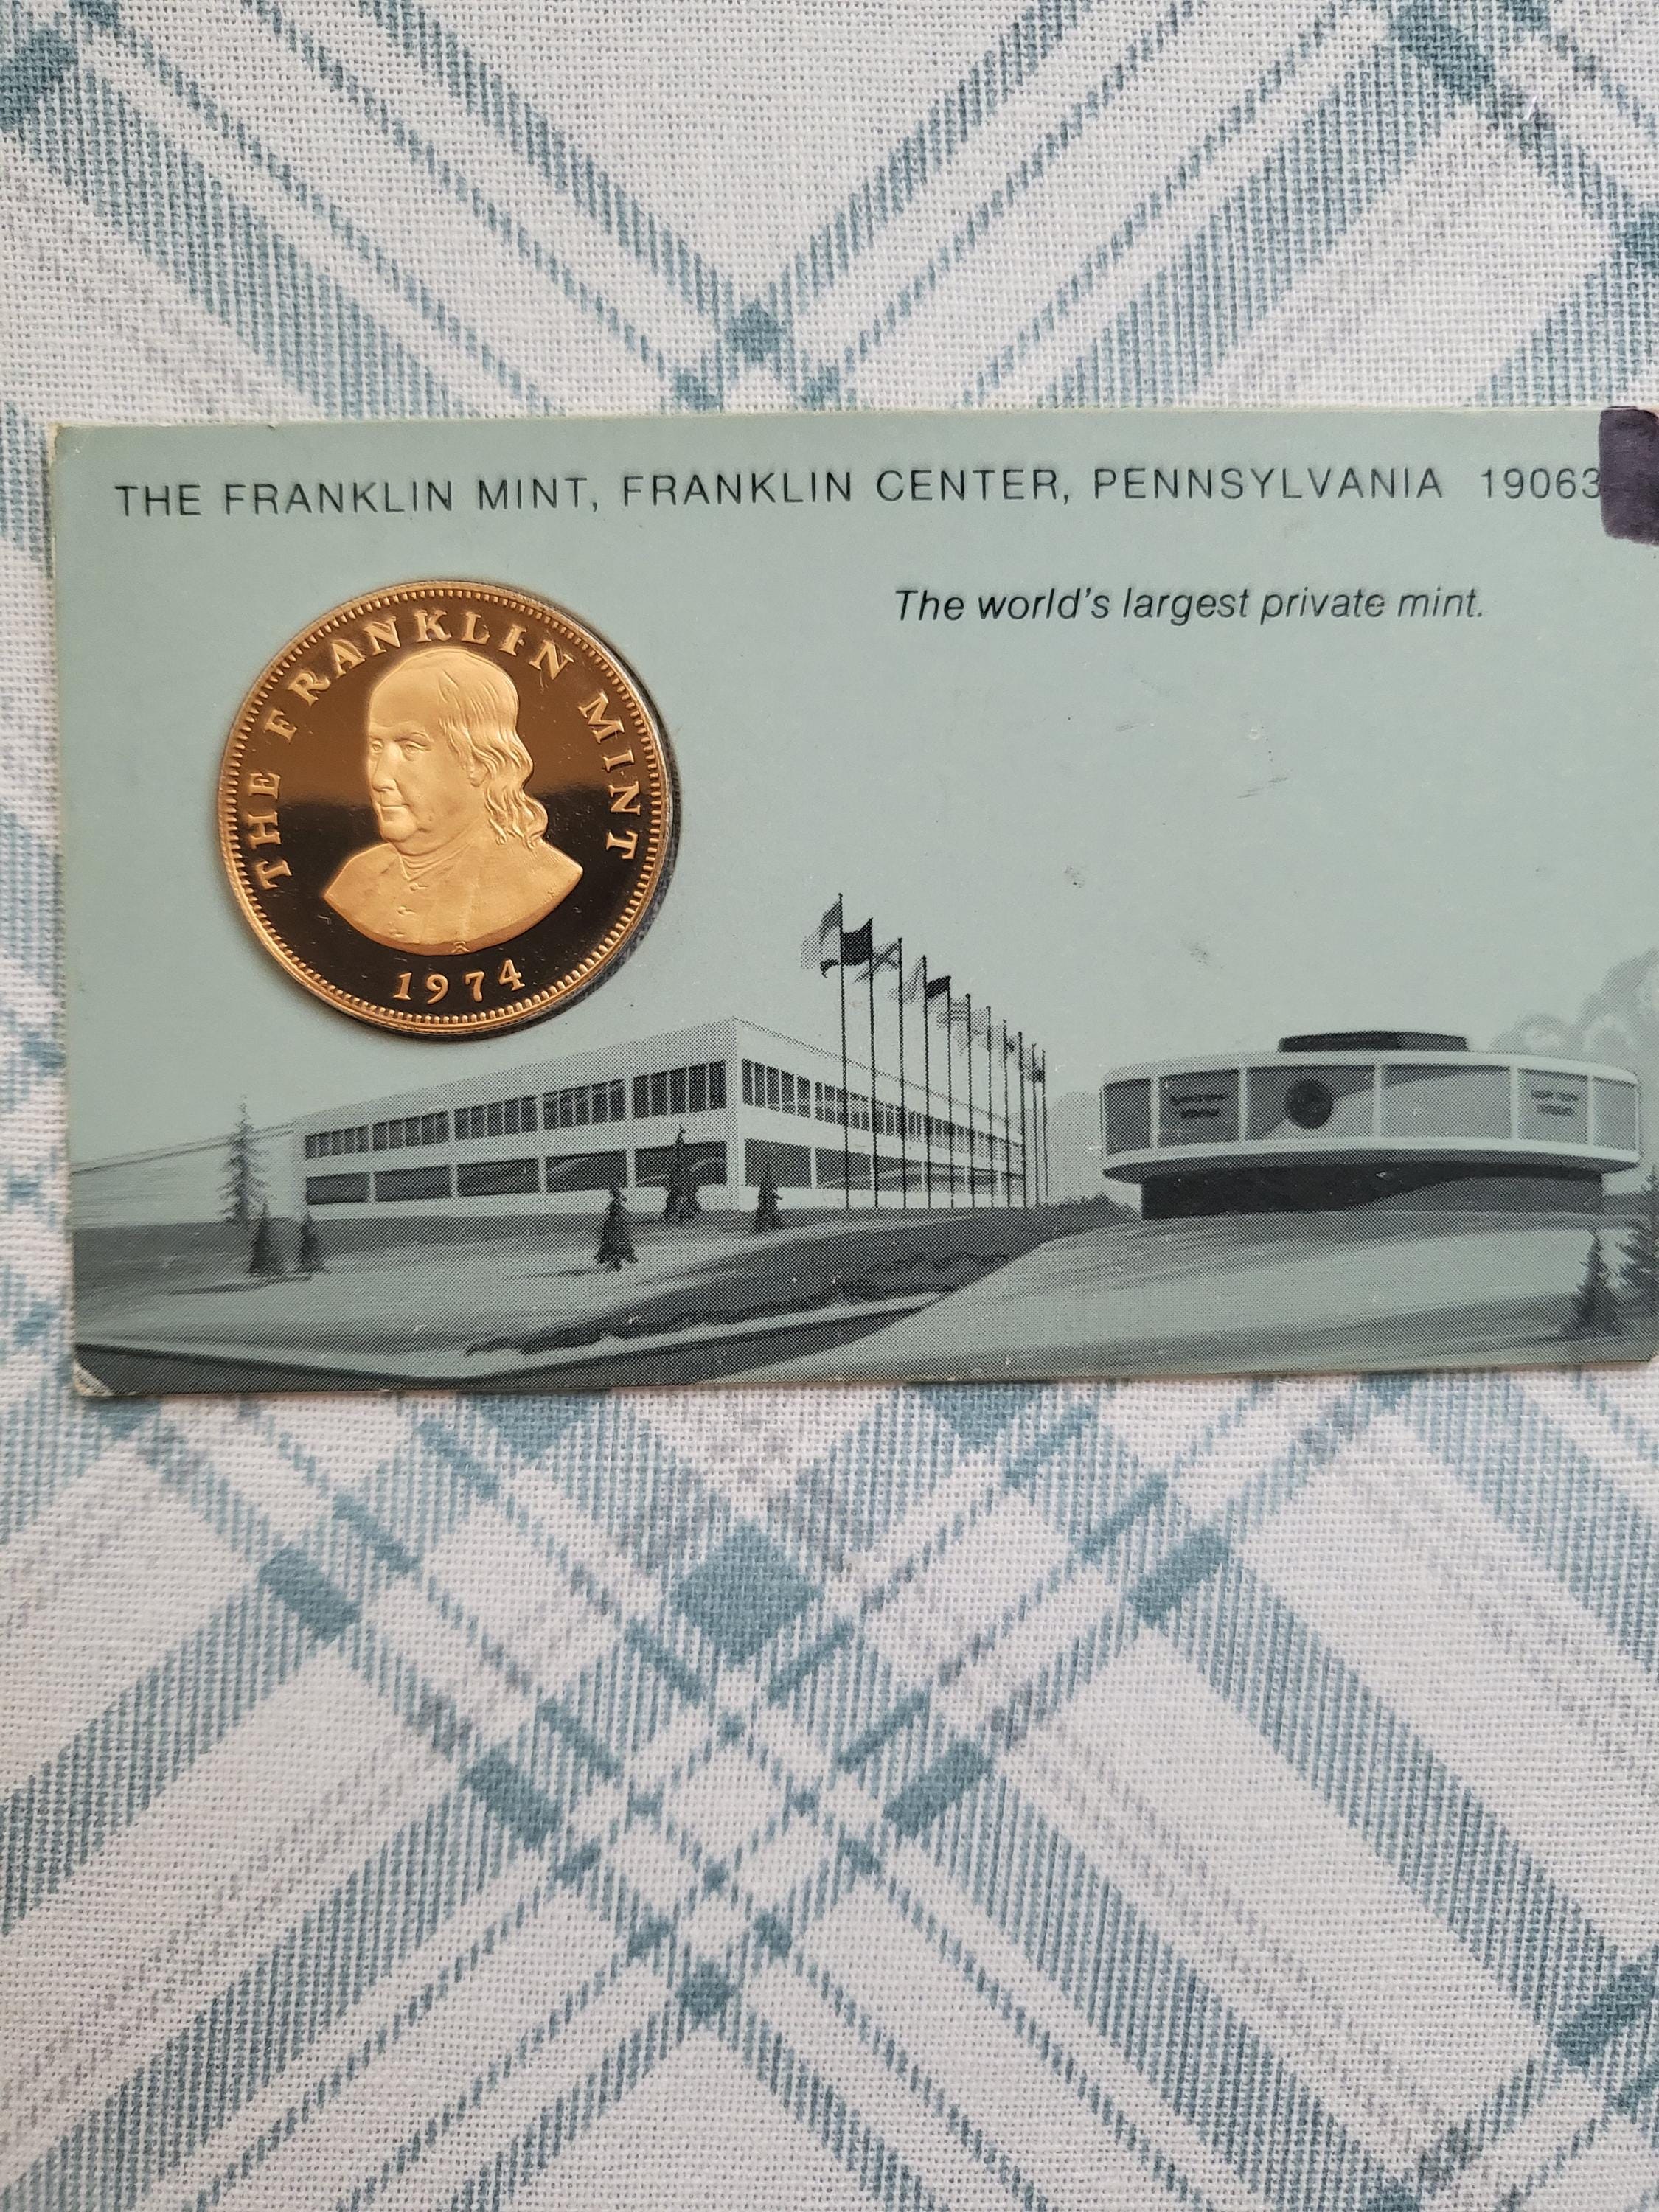 THE FRANKLIN MINT, FRANKLIN CENTER, PENNSYLVANIA 19063
The world's largest private mint.
THE FRANKLIN MINT
1974